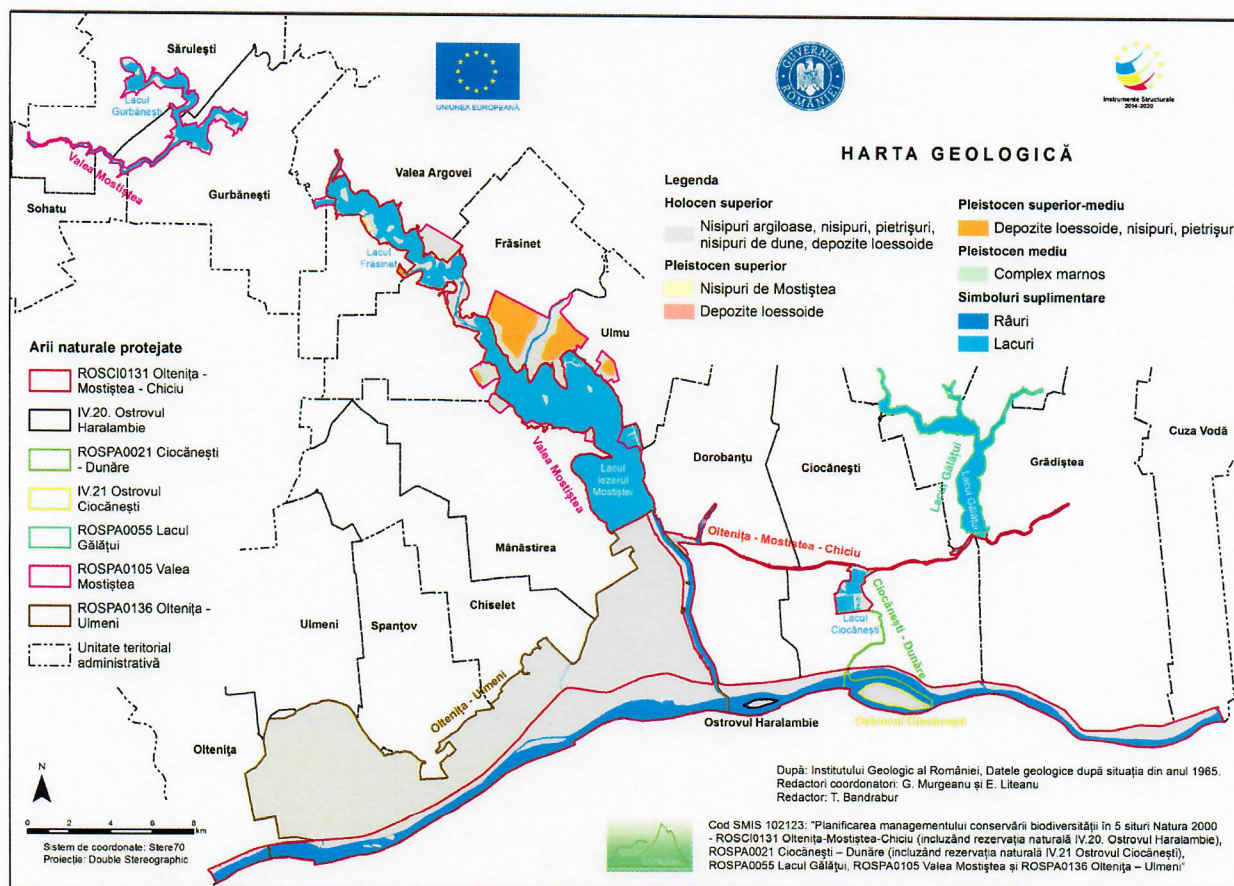 Sărulești
Lacul
Gurbănești
Valea Mostiștea
Sohatu
Gurbănești
UNIUNEA EUROPEANĂ
GUVERNUL
ROMÂNIEI
Instrumente Structurale
2014-2020
HARTA GEOLOGICĂ
Legenda
Holocen superior
Nisipuri argiloase, nisipuri, pietrișuri,
nisipuri de dune, depozite loessoide
Pleistocen superior
Nisipuri de Mostiștea
Depozite loessoide
Pleistocen superior-mediu
Depozite loessoide, nisipuri, pietrișur
Pleistocen mediu
Complex marnos
Simboluri suplimentare
Râuri
Lacuri
Valea Argovei
Frăsinet
Lacul
Frăsinet
Ulmu
Arii naturale protejate
ROSCI0131 Oltenița -
Mostiștea - Chiciu
IV.20. Ostrovul
Haralambie
ROSPA0021 Ciocănești
- Dunăre
IV.21 Ostrovul
Ciocănești
ROSPA0055 Lacul
Gălățui
ROSPA0105 Valea
Mostiștea
ROSPA0136 Oltenița -
Ulmeni
Unitate teritorial
administrativă
Valea Mostiștea
Lacul
Iezerul
Mostiștei
Dorobanțu
Ciocănești
Lacul Gălățui
Lacul Gălățui
Grădiștea
Cuza Vodă
Oltenița - Mostiștea - Chiciu
Mânăstirea
Chiselet
Ulmeni
Spanțov
Lacul
Ciocănești
Ciocănești - Dunăre
Oltenița - Ulmeni
Oltenița
Ostrovul Haralambie
Ostrovul Ciocănești
N
0 2 4 8
km
Sistem de coordonate: Stere70
Proiecție: Double Stereographic
După: Institutului Geologic al României, Datele geologice după situația din anul 1965.
Redactori coordonatori: G. Murgeanu și E. Liteanu
Redactor: T. Bandrabur
Cod SMIS 102123: "Planificarea managementului conservării biodiversității în 5 situri Natura 2000
- ROSCI0131 Oltenița-Mostiștea-Chiciu (incluzând rezervația naturală IV.20. Ostrovul Haralambie),
ROSPA0021 Ciocănești – Dunăre (incluzând rezervația naturală IV.21 Ostrovul Ciocănești),
ROSPA0055 Lacul Gălățui, ROSPA0105 Valea Mostiștea și ROSPA0136 Oltenița – Ulmeni"